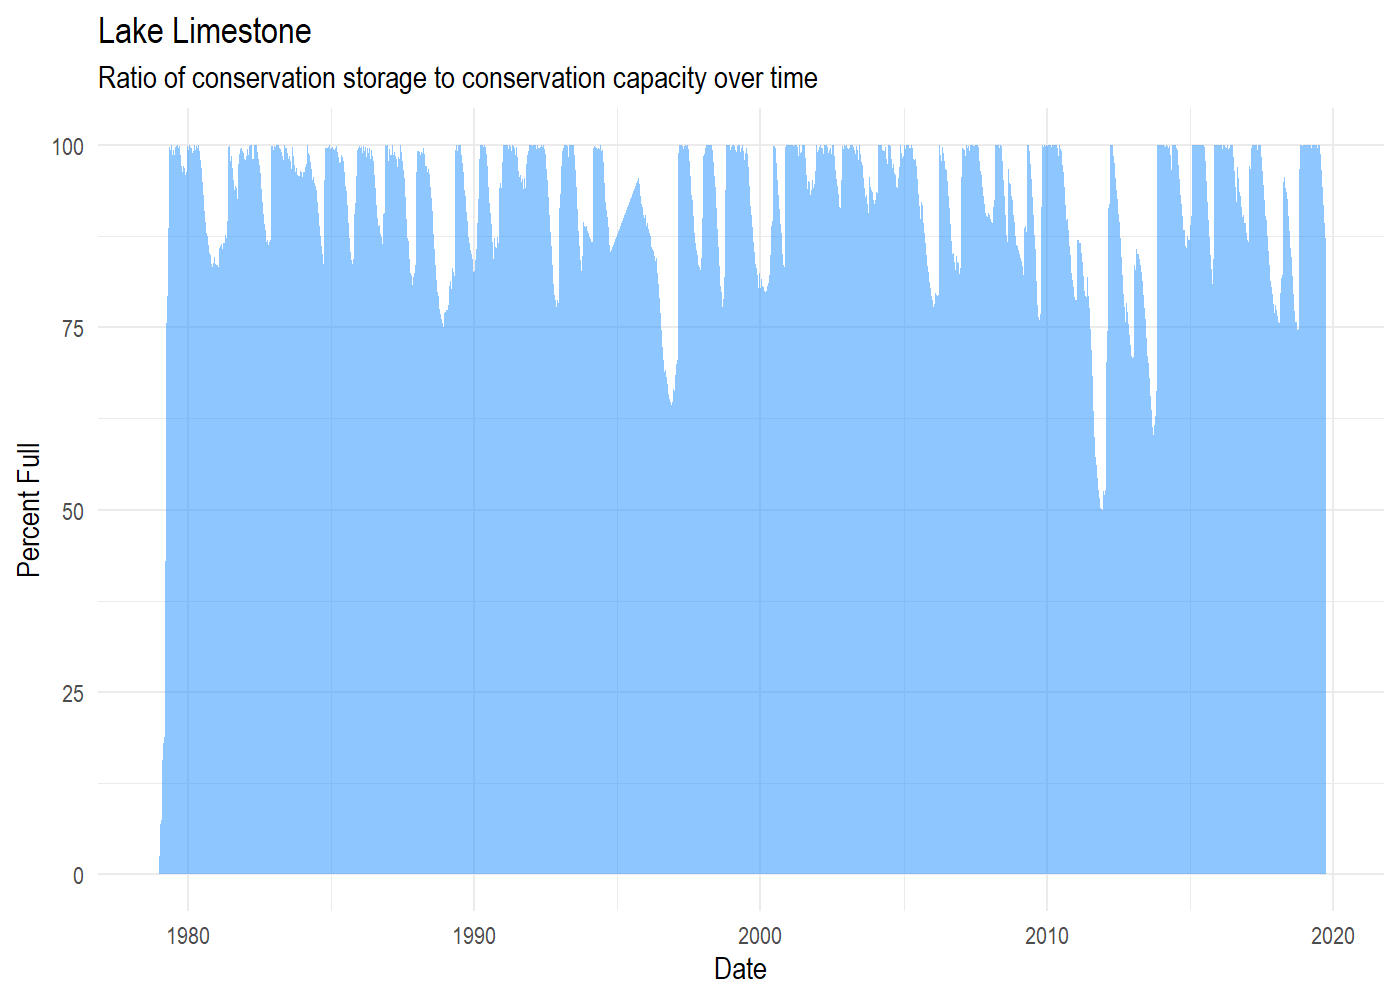 Lake Limestone
Ratio of conservation storage to conservation capacity over time
100
75
50
25
0
Percent Full
1980 1990 2000 2010 2020
Date